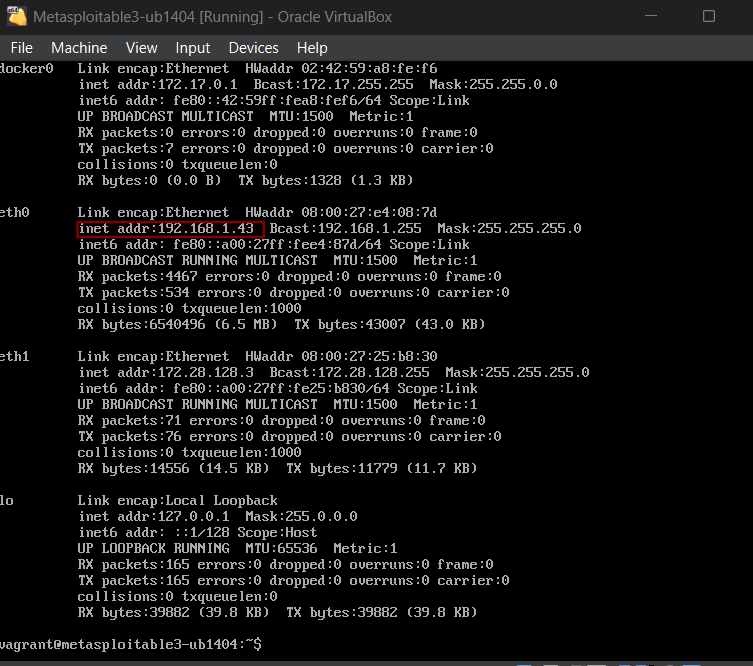 Metasploitable3-ub1404 [Running] - Oracle VirtualBox
File Machine View Input Devices Help
docker0 Link encap:Ethernet HWaddr 02:42:59:a8:fe:f6
inet addr:172.17.0.1 Bcast:172.17.255.255 Mask:255.255.0.0
inet6 addr: fe80::42:59ff:fea8:fef6/64 Scope:Link
UP BROADCAST MULTICAST MTU:1500 Metric:1
RX packets:0 errors:0 dropped:0 overruns:0 frame:0
TX packets:7 errors:0 dropped:0 overruns:0 carrier:0
collisions:0 txqueuelen:0
RX bytes:0 (0.0 B) TX bytes:1328 (1.3 KB)
eth0 Link encap:Ethernet HWaddr 08:00:27:e4:08:7d
inet addr:192.168.1.43 Bcast:192.168.1.255 Mask:255.255.255.0
inet6 addr: fe80::a00:27ff:fee4:87d/64 Scope:Link
UP BROADCAST RUNNING MULTICAST MTU:1500 Metric:1
RX packets:4467 errors:0 dropped:0 overruns:0 frame:0
TX packets:534 errors:0 dropped:0 overruns:0 carrier:0
collisions:0 txqueuelen:1000
RX bytes:6540496 (6.5 MB) TX bytes:43007 (43.0 KB)
eth1 Link encap:Ethernet HWaddr 08:00:27:25:b8:30
inet addr:172.28.128.3 Bcast:172.28.128.255 Mask:255.255.255.0
inet6 addr: fe80::a00:27ff:fe25:b830/64 Scope:Link
UP BROADCAST RUNNING MULTICAST MTU:1500 Metric:1
RX packets:71 errors:0 dropped:0 overruns:0 frame:0
TX packets:76 errors:0 dropped:0 overruns:0 carrier:0
collisions:0 txqueuelen:1000
RX bytes:14556 (14.5 KB) TX bytes:11779 (11.7 KB)
lo Link encap:Local Loopback
inet addr:127.0.0.1 Mask:255.0.0.0
inet6 addr: ::1/128 Scope:Host
UP LOOPBACK RUNNING MTU:65536 Metric:1
RX packets:165 errors:0 dropped:0 overruns:0 frame:0
TX packets:165 errors:0 dropped:0 overruns:0 carrier:0
collisions:0 txqueuelen:0
RX bytes:39882 (39.8 KB) TX bytes:39882 (39.8 KB)
vagrant@metasploitable3-ub1404:~$